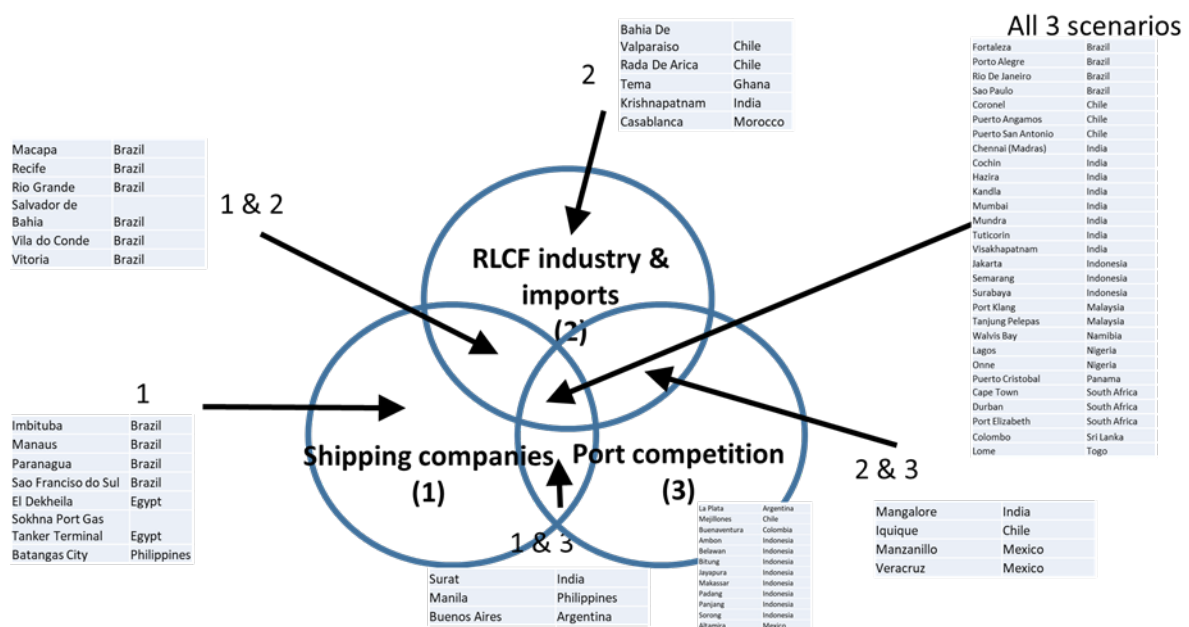 All 3 scenarios
Fortaleza Brazil
Porto Alegre Brazil
Rio De Janeiro Brazil
Sao Paulo Brazil
Coronel Chile
Puerto Angamos Chile
Puerto San Antonio Chile
Chennai (Madras) India
Cochin India
Hazira India
Kandla India
Mumbai India
Mundra India
Tuticorin India
Visakhapatnam India
Jakarta Indonesia
Semarang Indonesia
Surabaya Indonesia
Port Klang Malaysia
Tanjung Pelepas Malaysia
Walvis Bay Namibia
Lagos Nigeria
Onne Nigeria
Puerto Cristobal Panama
Cape Town South Africa
Durban South Africa
Port Elizabeth South Africa
Colombo Sri Lanka
Lome Togo
2
Bahia De
Valparaiso Chile
Rada De Arica Chile
Tema Ghana
Krishnapatnam India
Casablanca Morocco
1 & 2
Macapa Brazil
Recife Brazil
Rio Grande Brazil
Salvador de
Bahia Brazil
Vila do Conde Brazil
Vitoria Brazil
RLCF industry &
imports
(2)
1
Imbituba Brazil
Manaus Brazil
Paranagua Brazil
Sao Franciso do Sul Brazil
El Dekheila Egypt
Sokhna Port Gas
Tanker Terminal Egypt
Batangas City Philippines
Shipping companies
(1)
Port competition
(3)
2 & 3
Mangalore India
Iquique Chile
Manzanillo Mexico
Veracruz Mexico
1 & 3
Surat India
Manila Philippines
Buenos Aires Argentina
La Plata Argentina
Mejillones Chile
Buenaventura Colombia
Ambon Indonesia
Belawan Indonesia
Bitung Indonesia
Jayapura Indonesia
Makassar Indonesia
Padang Indonesia
Panjang Indonesia
Sorong Indonesia
Altamira Mexico